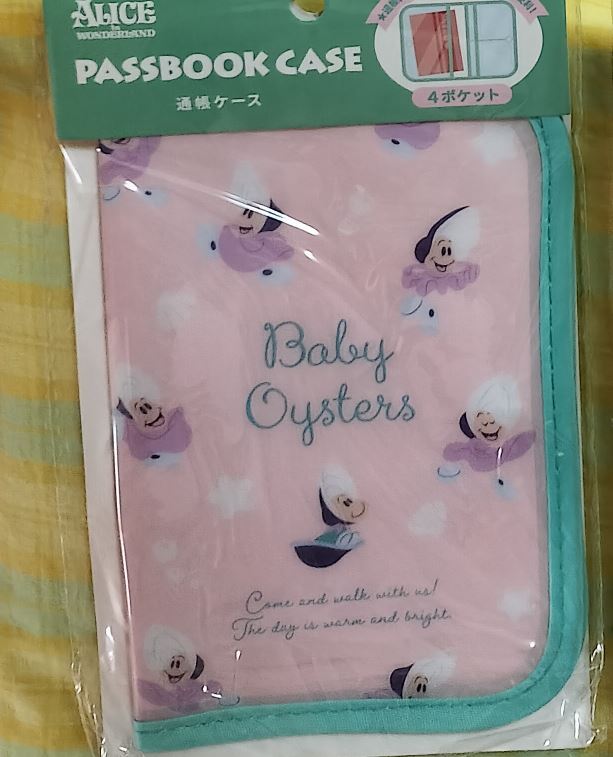 ALICE
in
WONDERLAND
PASSBOOK CASE
通帳ケース
4ポケット
Baby
Oysters
Come and walk with us!
The day is warm and bright.